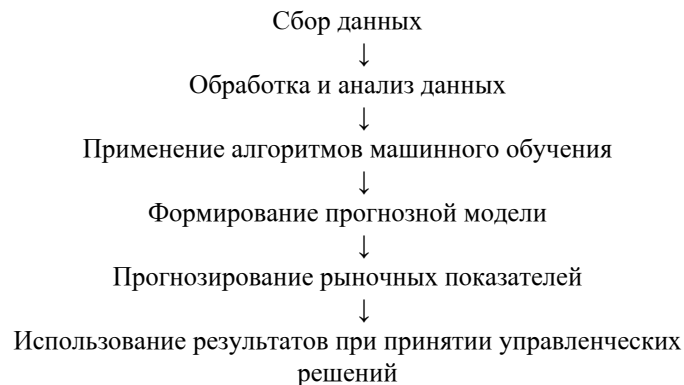 Сбор данных
↓
Обработка и анализ данных
↓
Применение алгоритмов машинного обучения
↓
Формирование прогнозной модели
↓
Прогнозирование рыночных показателей
↓
Использование результатов при принятии управленческих
решений